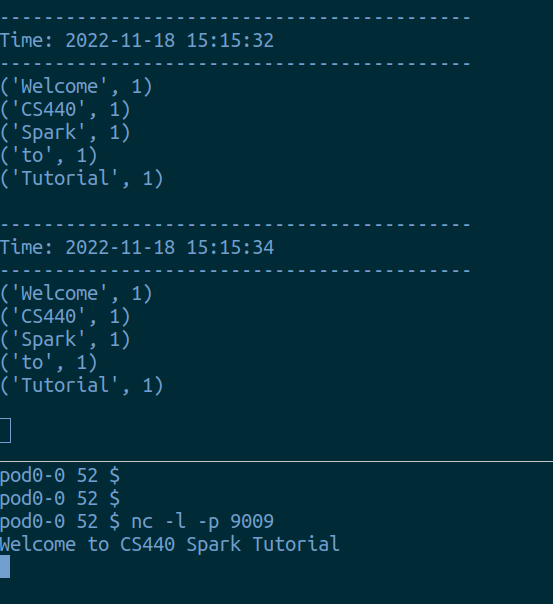 -------------------------------------------
Time: 2022-11-18 15:15:32
-------------------------------------------
('Welcome', 1)
('CS440', 1)
('Spark', 1)
('to', 1)
('Tutorial', 1)

-------------------------------------------
Time: 2022-11-18 15:15:34
-------------------------------------------
('Welcome', 1)
('CS440', 1)
('Spark', 1)
('to', 1)
('Tutorial', 1)

pod0-0 52 $
pod0-0 52 $
pod0-0 52 $ nc -l -p 9009
Welcome to CS440 Spark Tutorial